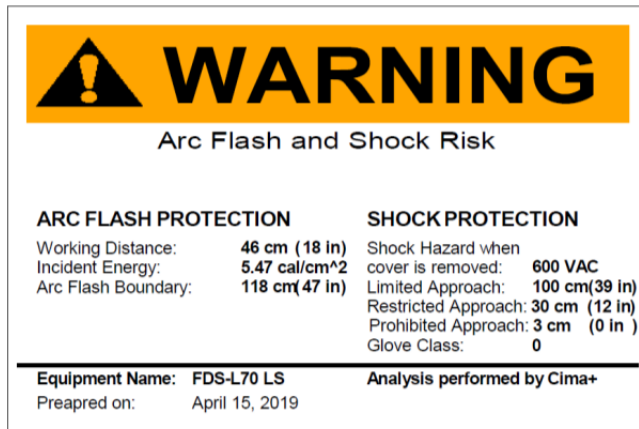 WARNING
Arc Flash and Shock Risk
ARC FLASH PROTECTION
Working Distance: 46 cm (18 in)
Incident Energy: 5.47 cal/cm^2
Arc Flash Boundary: 118 cm(47 in)
SHOCK PROTECTION
Shock Hazard when
cover is removed: 600 VAC
Limited Approach: 100 cm(39 in)
Restricted Approach: 30 cm (12 in)
Prohibited Approach: 3 cm (0 in )
Glove Class: 0
Equipment Name: FDS-L70 LS
Preapred on: April 15, 2019
Analysis performed by Cima+